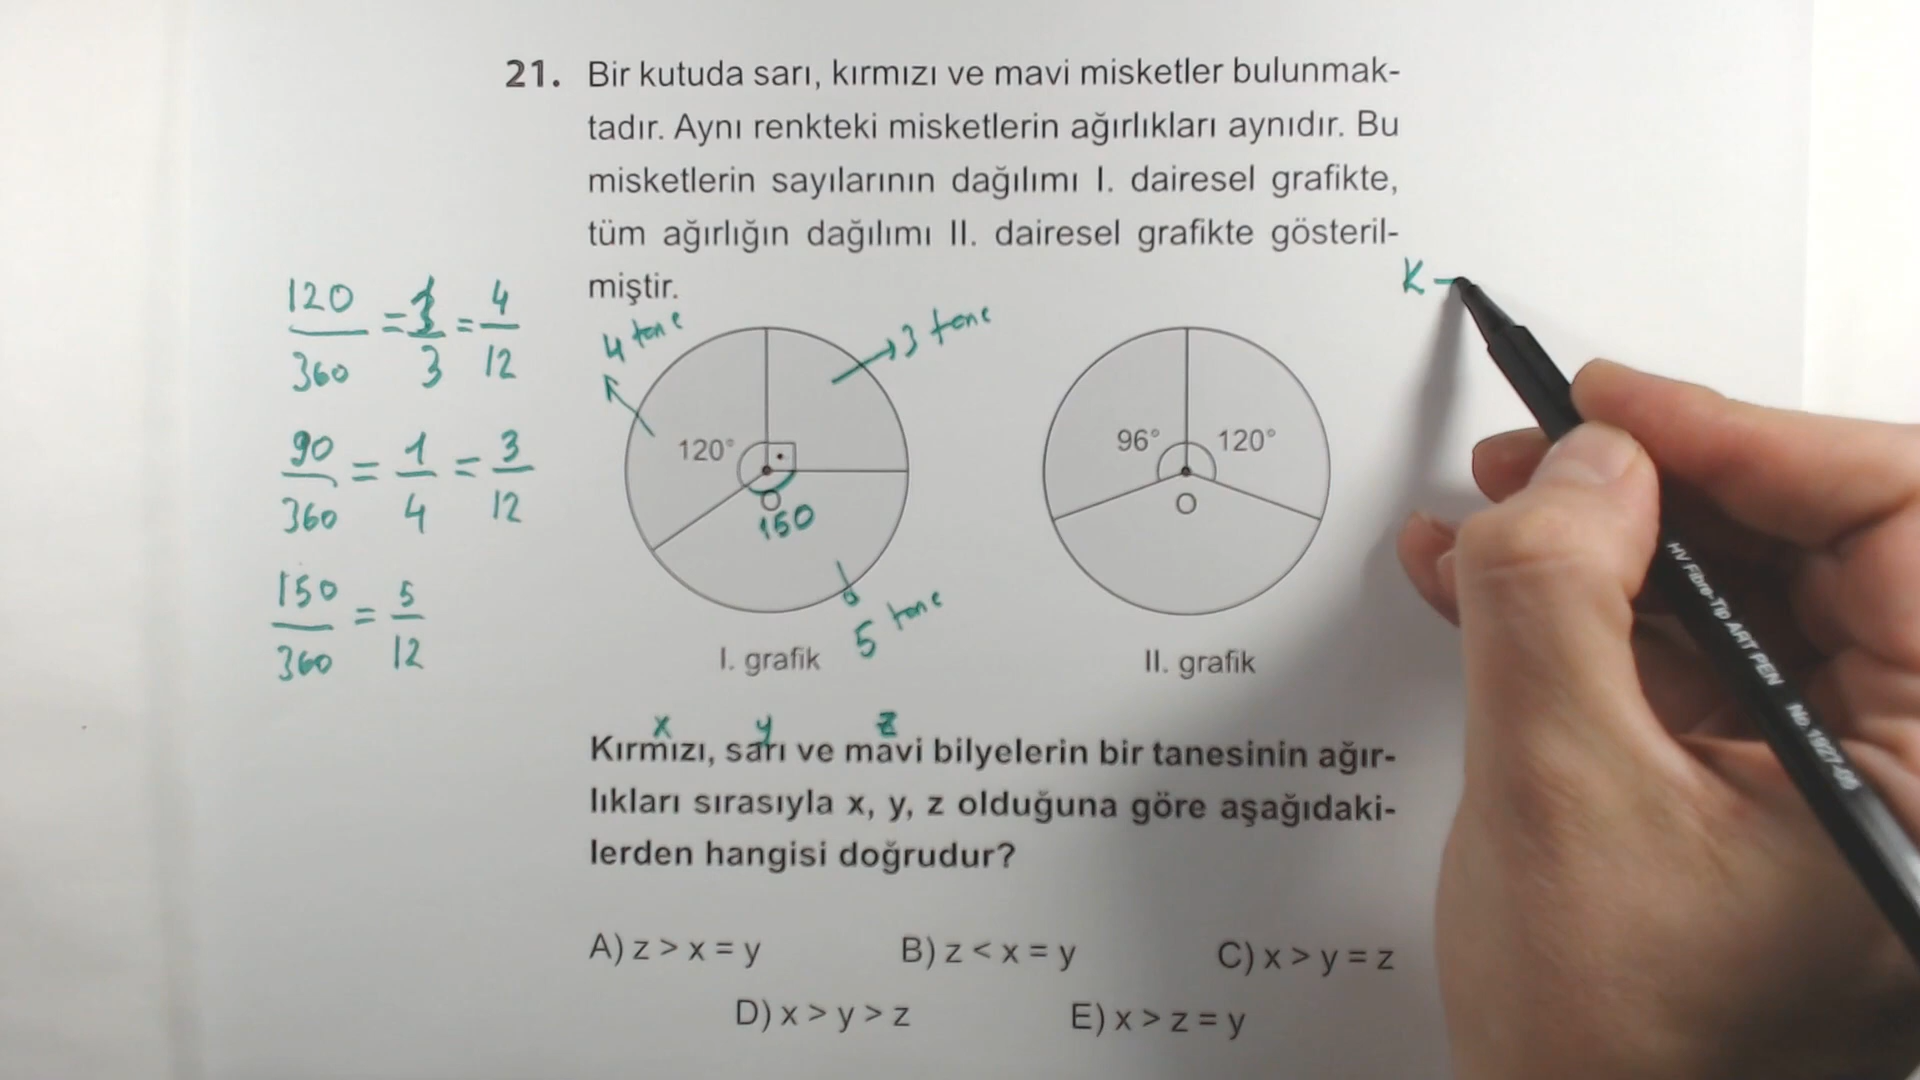 21. Bir kutuda sarı, kırmızı ve mavi misketler bulunmak-
tadır. Aynı renkteki misketlerin ağırlıkları aynıdır. Bu
misketlerin sayılarının dağılımı I. dairesel grafikte,
tüm ağırlığın dağılımı II. dairesel grafikte gösteril-
miştir.
K –
120/360 = 1/3 = 4/12
90/360 = 1/4 = 3/12
150/360 = 5/12
4 tane
3 tane
120°
O
150
5 tane
I. grafik
96° 120°
O
II. grafik
x y z
Kırmızı, sarı ve mavi bilyelerin bir tanesinin ağır-
lıkları sırasıyla x, y, z olduğuna göre aşağıdaki-
lerden hangisi doğrudur?
A) z > x = y B) z < x = y C) x > y = z
D) x > y > z E) x > z = y
HV Fibre-Tip ART PEN